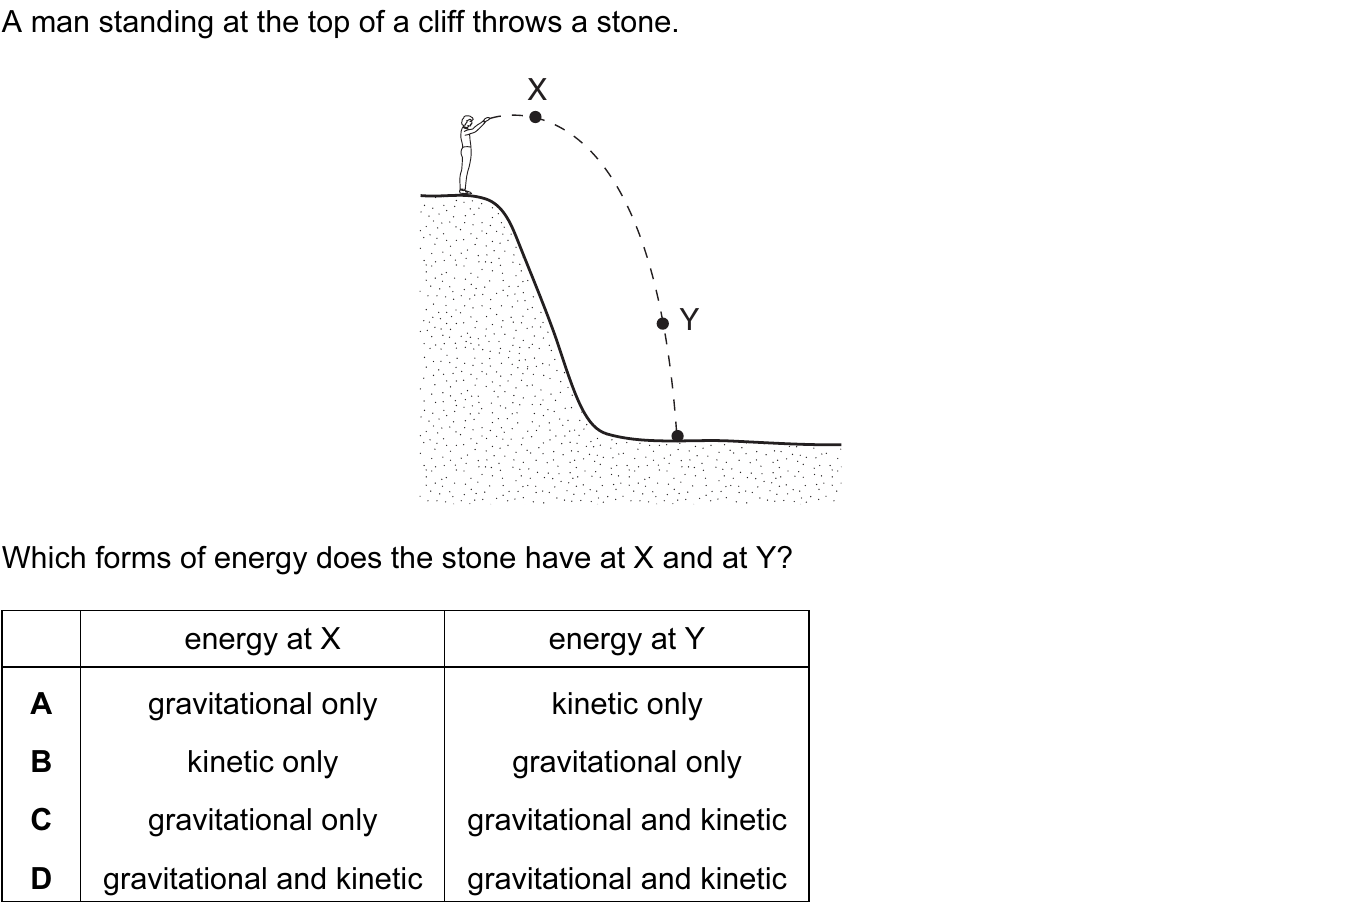 A man standing at the top of a cliff throws a stone.
X
Y
Which forms of energy does the stone have at X and at Y?
energy at X energy at Y
A gravitational only kinetic only
B kinetic only gravitational only
C gravitational only gravitational and kinetic
D gravitational and kinetic gravitational and kinetic